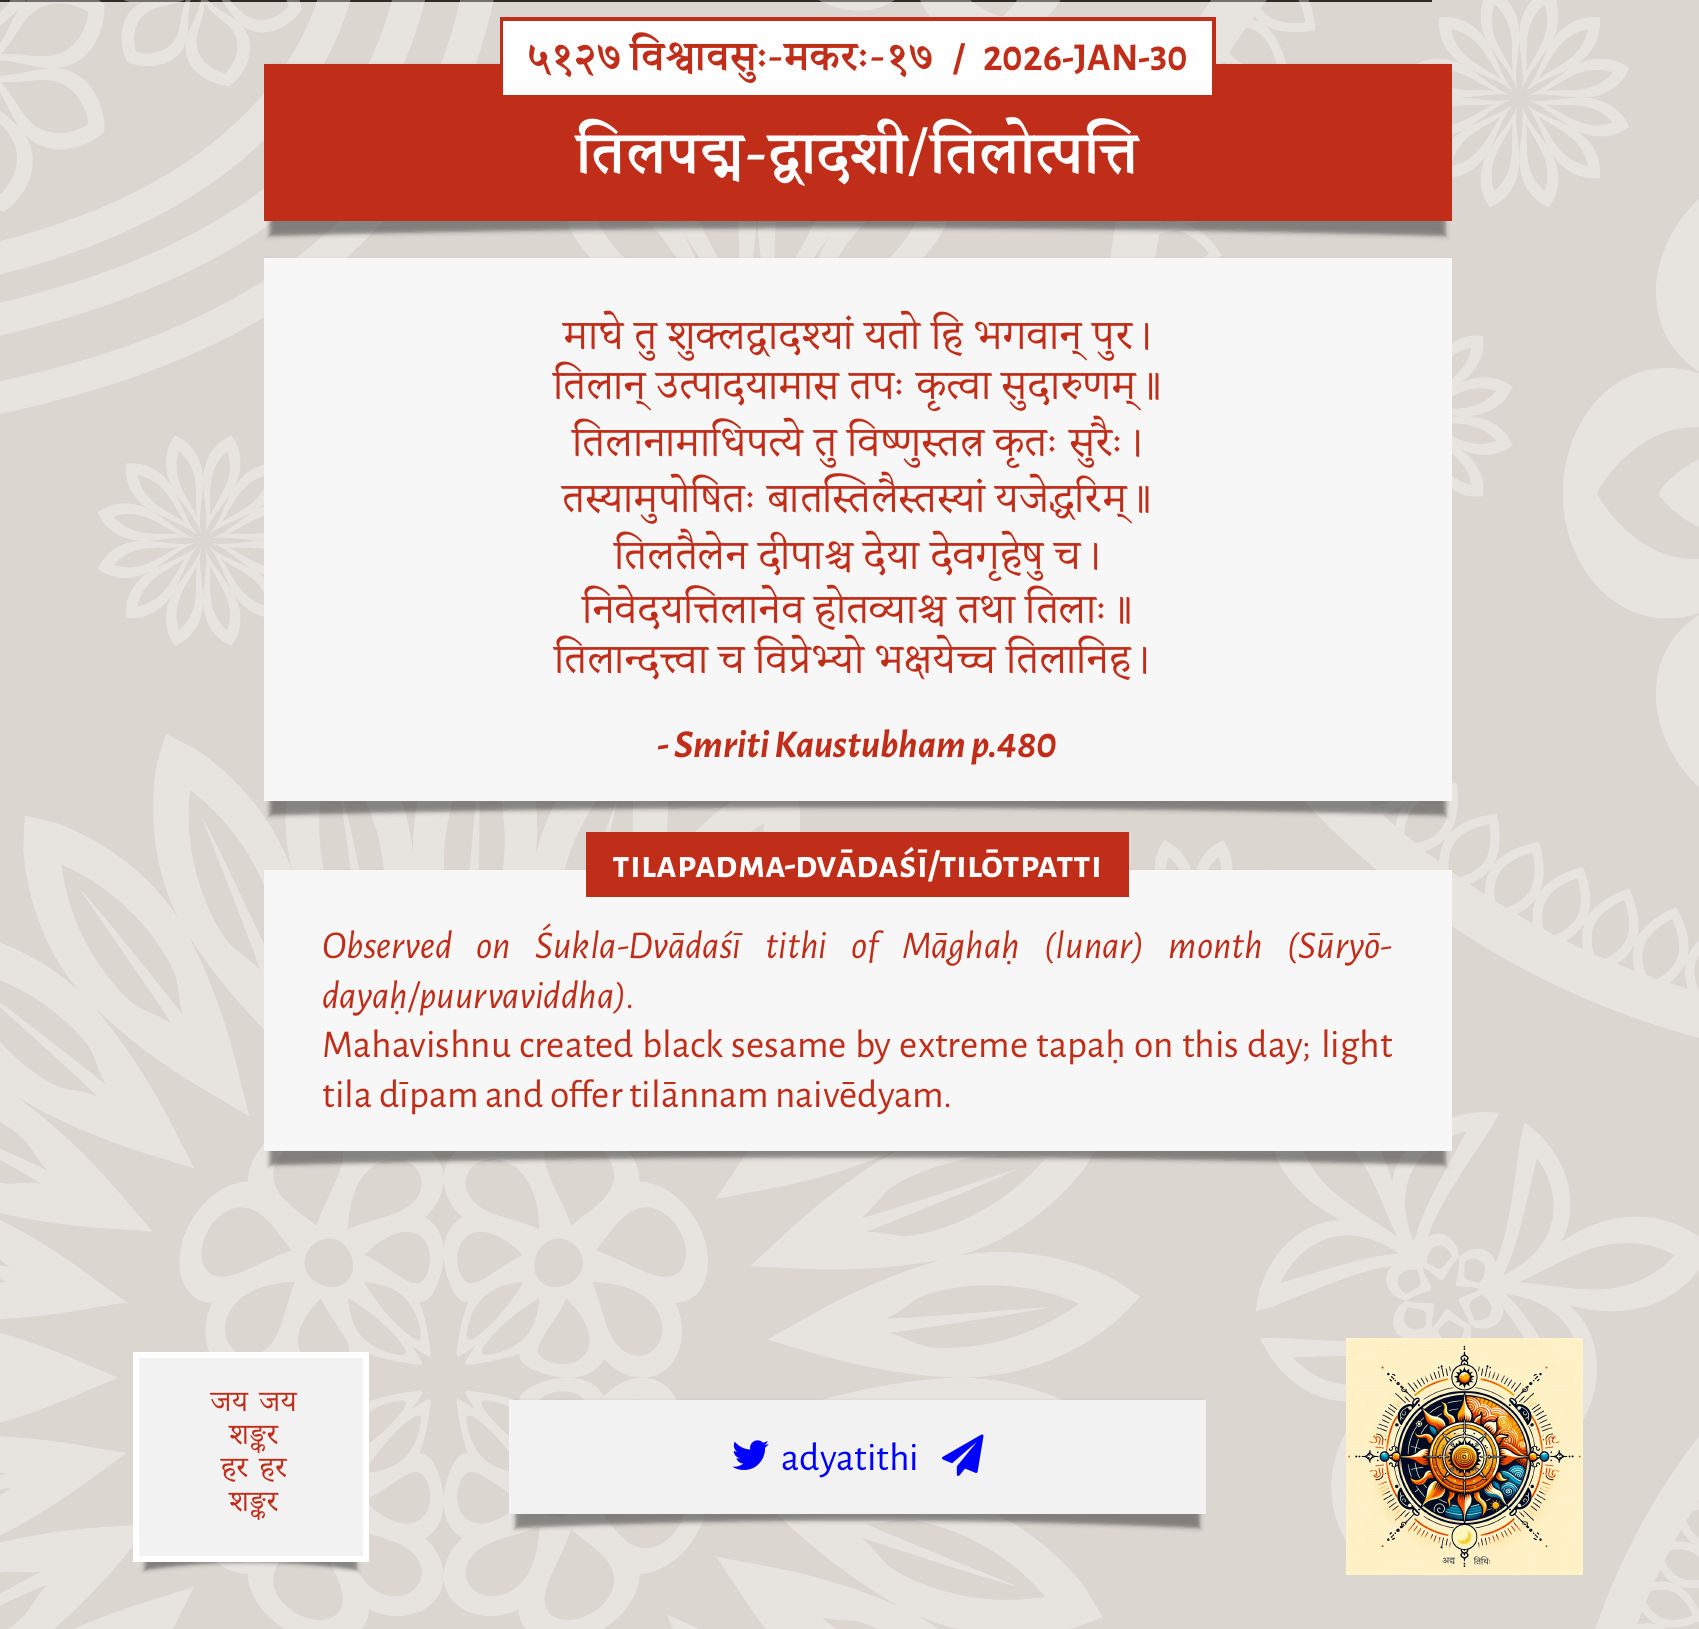 ५१२७ विश्वावसुः-मकरः-१७ / 2026-JAN-30
तिलपद्म-द्वादशी/तिलोत्पत्ति
माघे तु शुक्लद्वादश्यां यतो हि भगवान् पुर।
तिलान् उत्पादयामास तपः कृत्वा सुदारुणम्॥
तिलानामाधिपत्ये तु विष्णुस्तत्र कृतः सुरैः।
तस्यामुपोषितः बातस्तिलैस्तस्यां यजेद्धरिम्॥
तिलतैलेन दीपाश्च देया देवगृहेषु च।
निवेदयत्तिलानेव होतव्याश्च तथा तिलाः॥
तिलान्दत्त्वा च विप्रेभ्यो भक्षयेच्च तिलानिह।
- Smriti Kaustubham p.480
TILAPADMA-DVĀDAŚĪ/TILŌTPATTI
Observed on Śukla-Dvādaśī tithi of Māghaḥ (lunar) month (Sūryō-
dayaḥ/puurvaviddha).
Mahavishnu created black sesame by extreme tapaḥ on this day; light
tila dīpam and offer tilānnam naivēdyam.
जय जय
शङ्कर
हर हर
शङ्कर
adyatithi
अद्य तिथिः